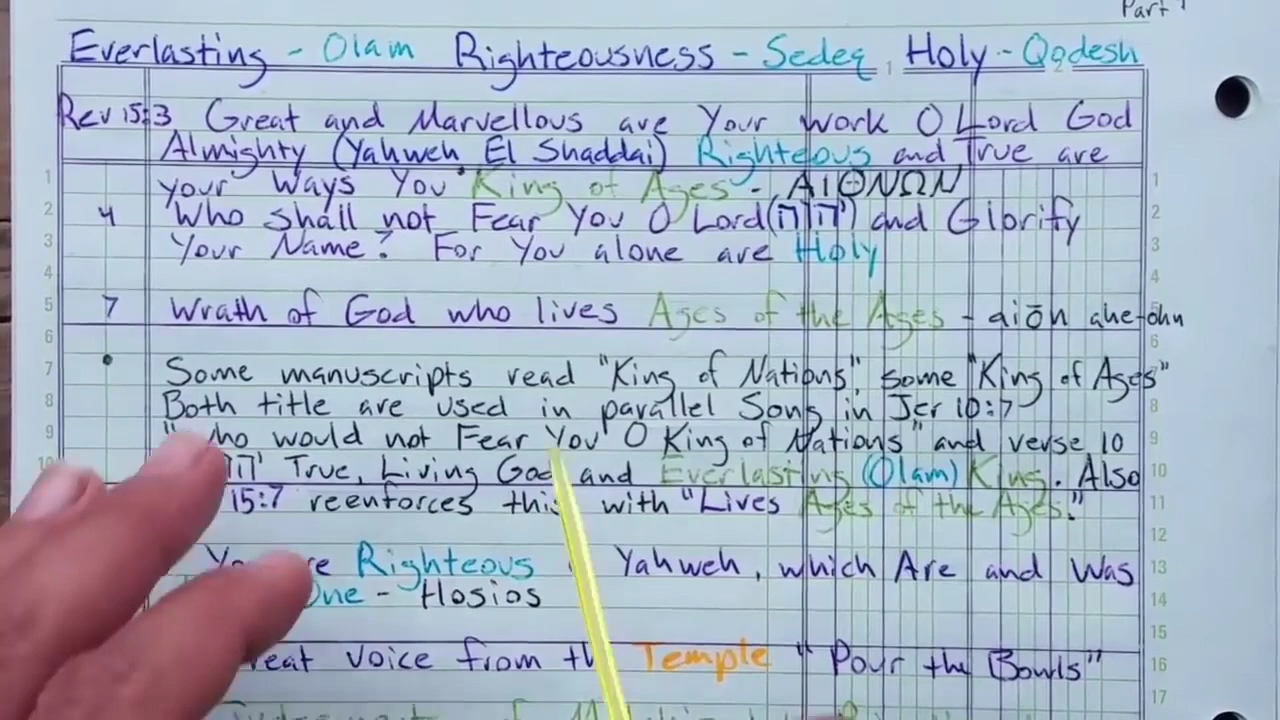 Part
Everlasting - Olam Righteousness - Sedeq Holy - Qodesh
Rev 15:3 Great and Marvellous are Your work O Lord God
Almighty (Yahweh El Shaddai) Righteous and True are
your Ways You King of Ages - ΑΙΟΝΩΝ
4 Who shall not Fear You O Lord (יהוה) and Glorify
Your Name? For You alone are Holy
7 Wrath of God who lives Ages of the Ages - aiōn ahe-ohn
Some manuscripts read "King of Nations", some "King of Ages"
Both title are used in parallel Song in Jer 10:7
"Who would not Fear You O King of Nations" and verse 10
True, Living God and Everlasting (Olam) King. Also
15:7 reenforces this with "Lives Ages of the Ages."
Righteous Yahweh, which Are and Was
One - Hosios
voice from Temple "Pour the Bowls"